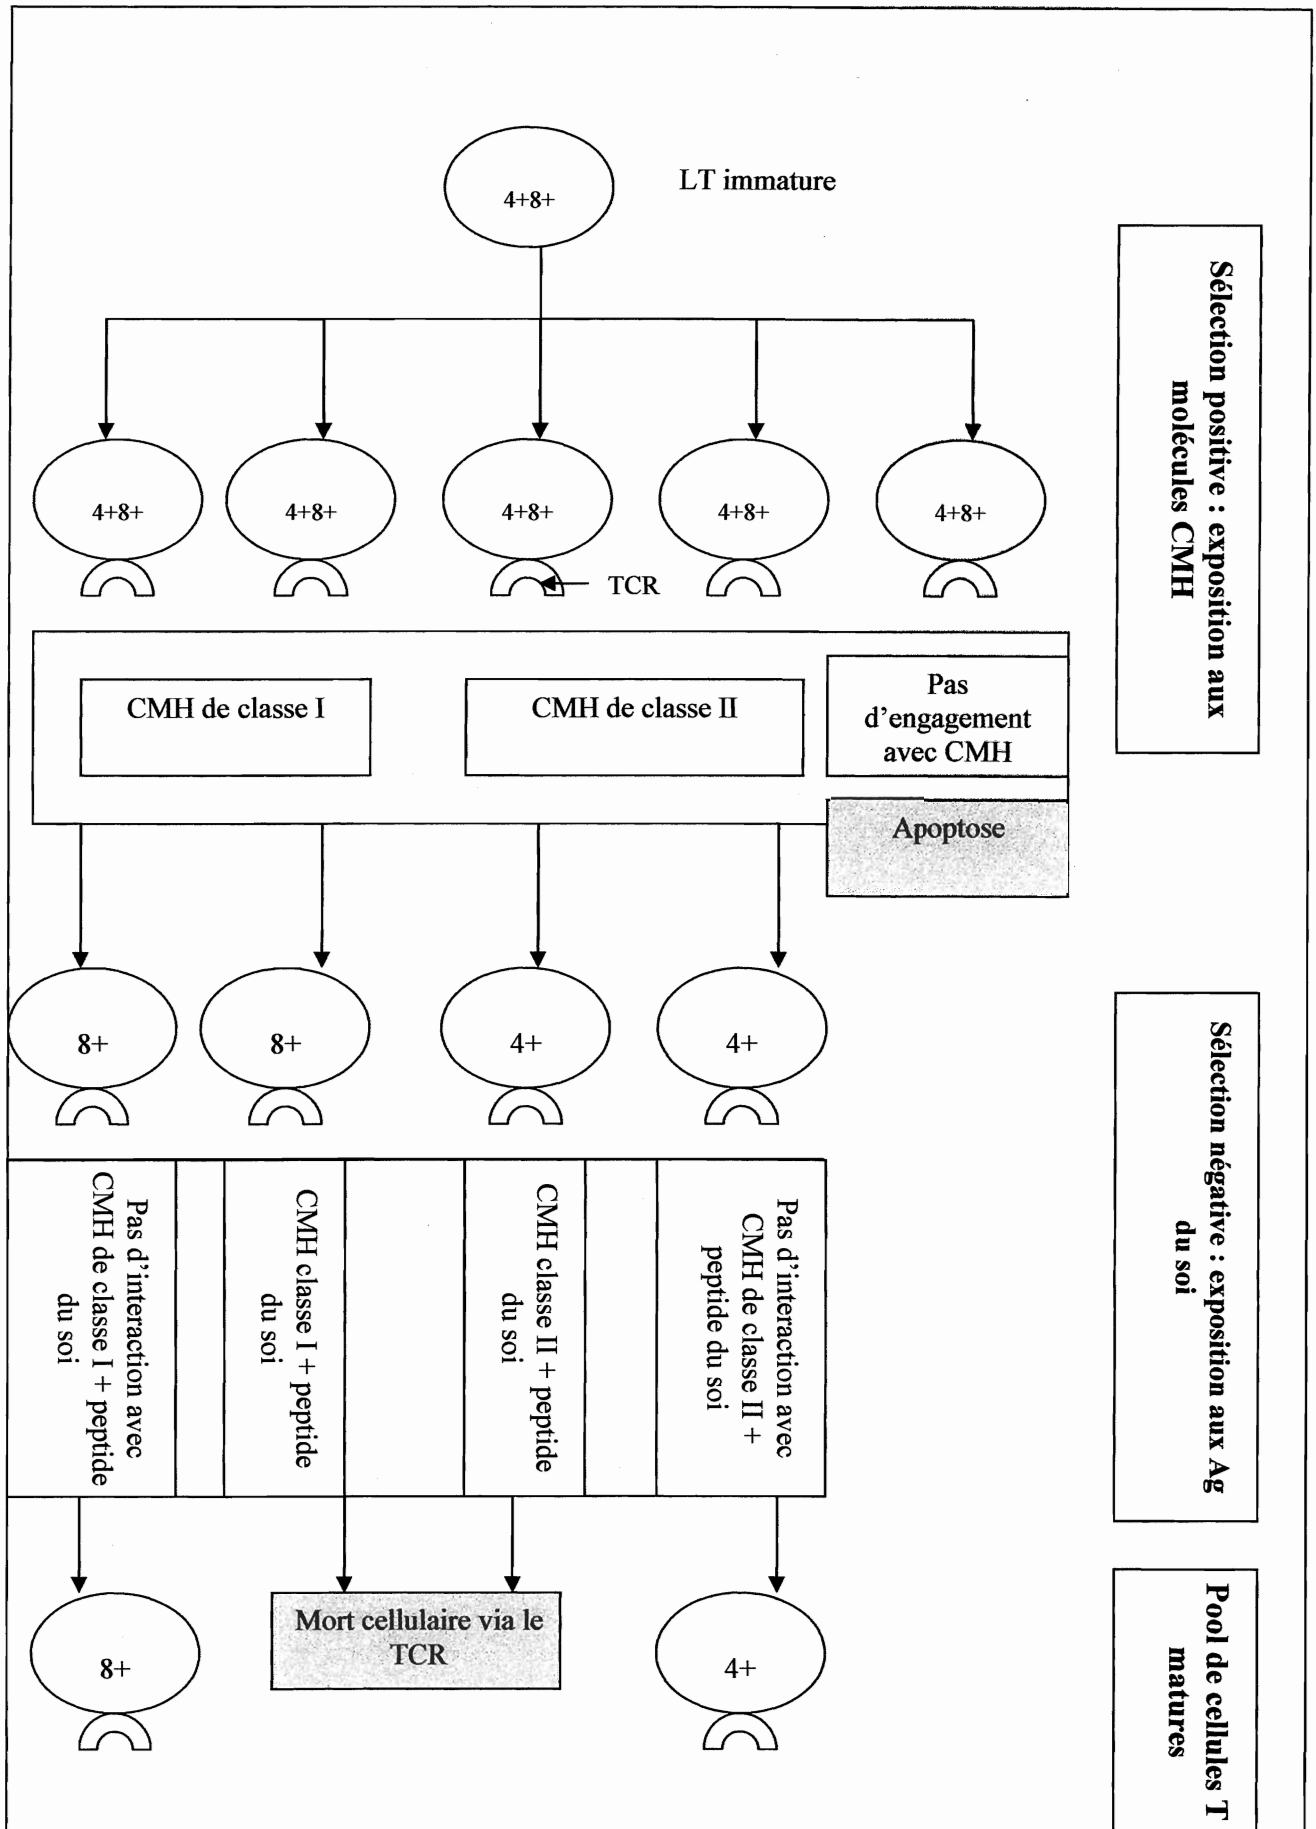 4+8+
LT immature
Sélection positive : exposition aux
molécules CMH
4+8+
4+8+
4+8+
4+8+
4+8+
TCR
CMH de classe I
CMH de classe II
Pas
d'engagement
avec CMH
Apoptose
8+
8+
4+
4+
Sélection négative : exposition aux Ag
du soi
Pas d'interaction avec
CMH de classe I + peptide
du soi
CMH classe I + peptide
du soi
CMH classe II + peptide
du soi
Pas d'interaction avec
CMH de classe II +
peptide du soi
8+
Mort cellulaire via le
TCR
4+
Pool de cellules T
matures